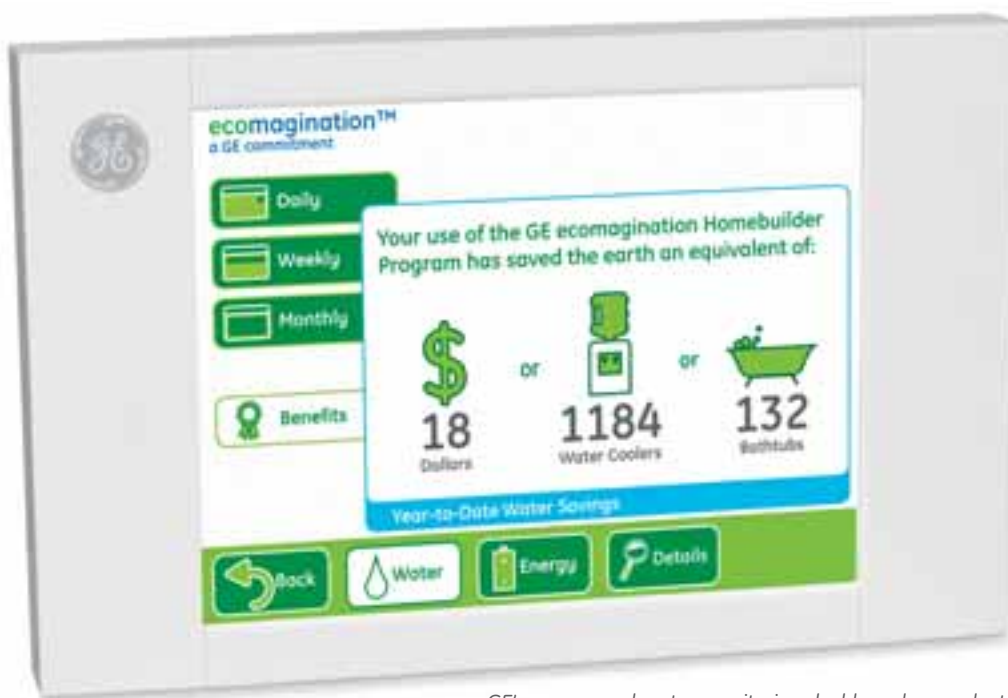 GE
ecomagination™
a GE commitment
Daily
Weekly
Monthly
Benefits
Your use of the GE ecomagination Homebuilder
Program has saved the earth an equivalent of:
or
or
18
1184
132
Dollars
Water Coolers
Bathtubs
Year-to-Date Water Savings
Back
Water
Energy
Details